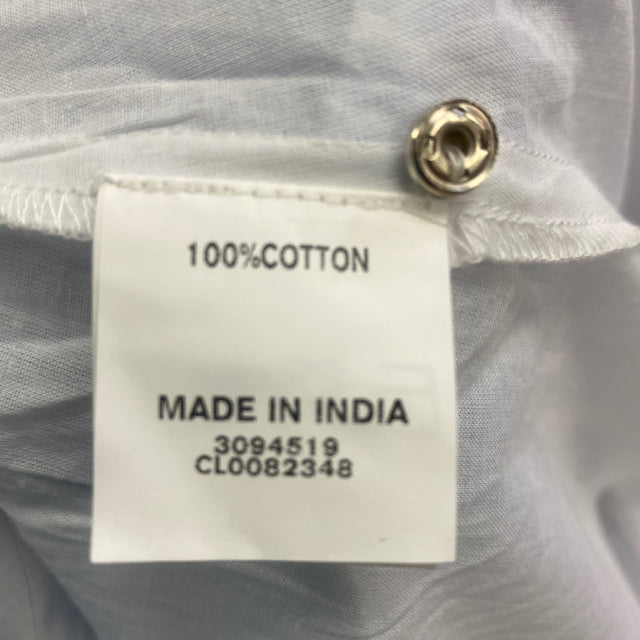 100%COTTON
MADE IN INDIA
3094519
CL0082348